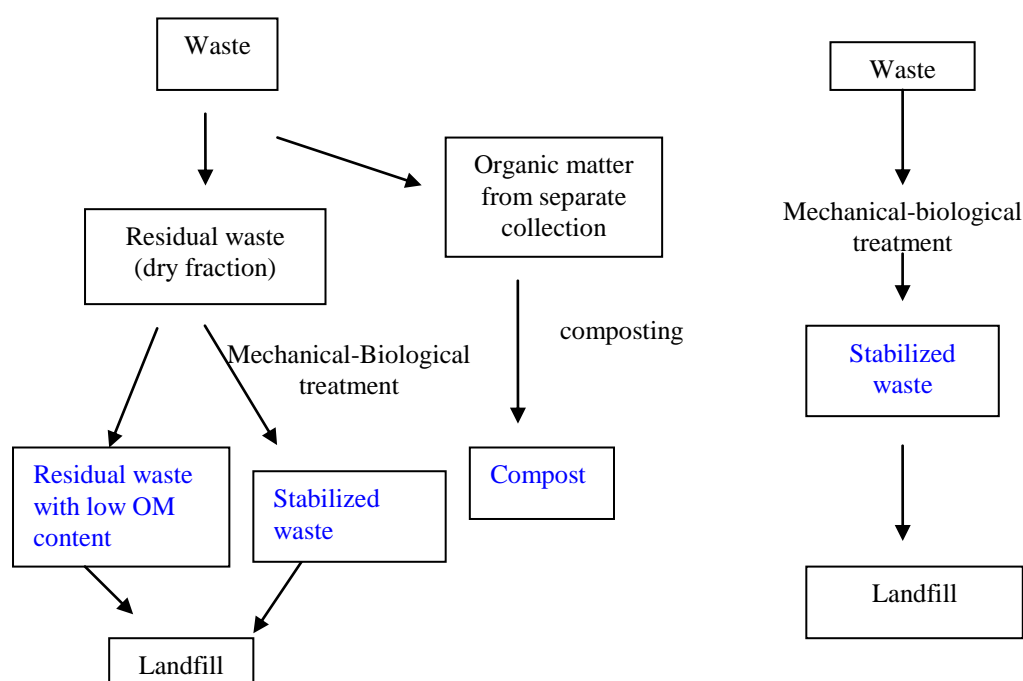 Waste
Organic matter
from separate
collection
Residual waste
(dry fraction)
Mechanical-Biological
treatment
composting
Residual waste
with low OM
content
Stabilized
waste
Compost
Landfill
Waste
Mechanical-biological
treatment
Stabilized
waste
Landfill